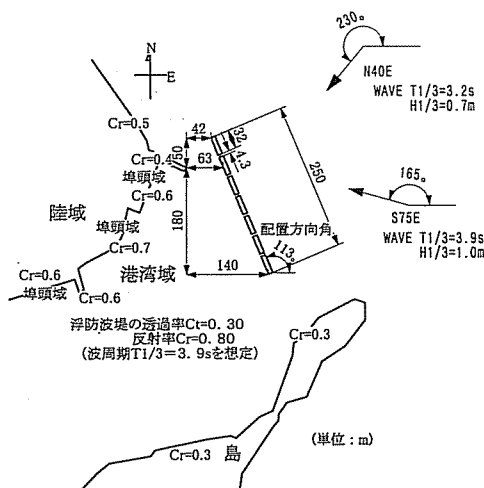 N
E
230°
N40E
WAVE T1/3=3.2s
H1/3=0.7m
165°
S75E
WAVE T1/3=3.9s
H1/3=1.0m
Cr=0.5
42
32
4.3
50
Cr=0.4
63
250
埠頭域
Cr=0.6
陸域
埠頭域
180
配置方向角
113°
Cr=0.7
Cr=0.6
港湾域
140
埠頭域
Cr=0.6
浮防波堤の透過率Ct=0.30
反射率Cr=0.80
(波周期T1/3=3.9sを想定)
Cr=0.3
(単位:m)
島
Cr=0.3